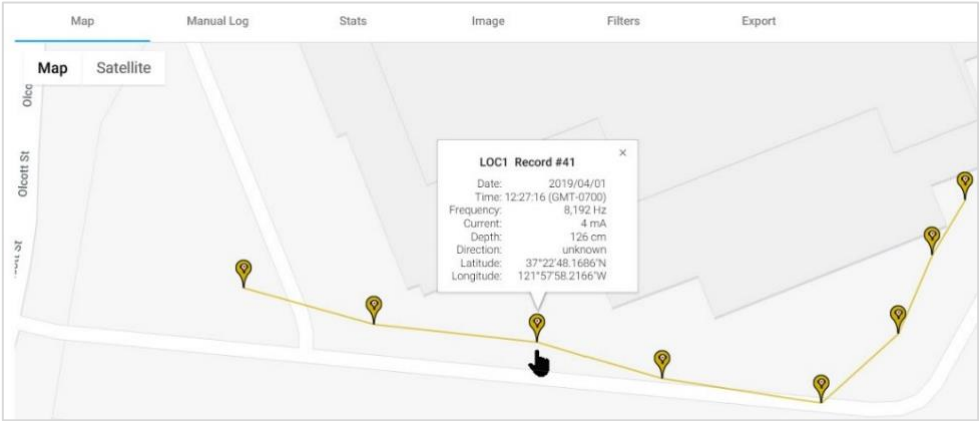 Map Manual Log Stats Image Filters Export
Map Satellite
Olcott St
LOC1 Record #41
Date: 2019/04/01
Time: 12:27:16 (GMT-0700)
Frequency: 8,192 Hz
Current: 4 mA
Depth: 126 cm
Direction: unknown
Latitude: 37°22'48.1686"N
Longitude: 121°57'58.2166"W